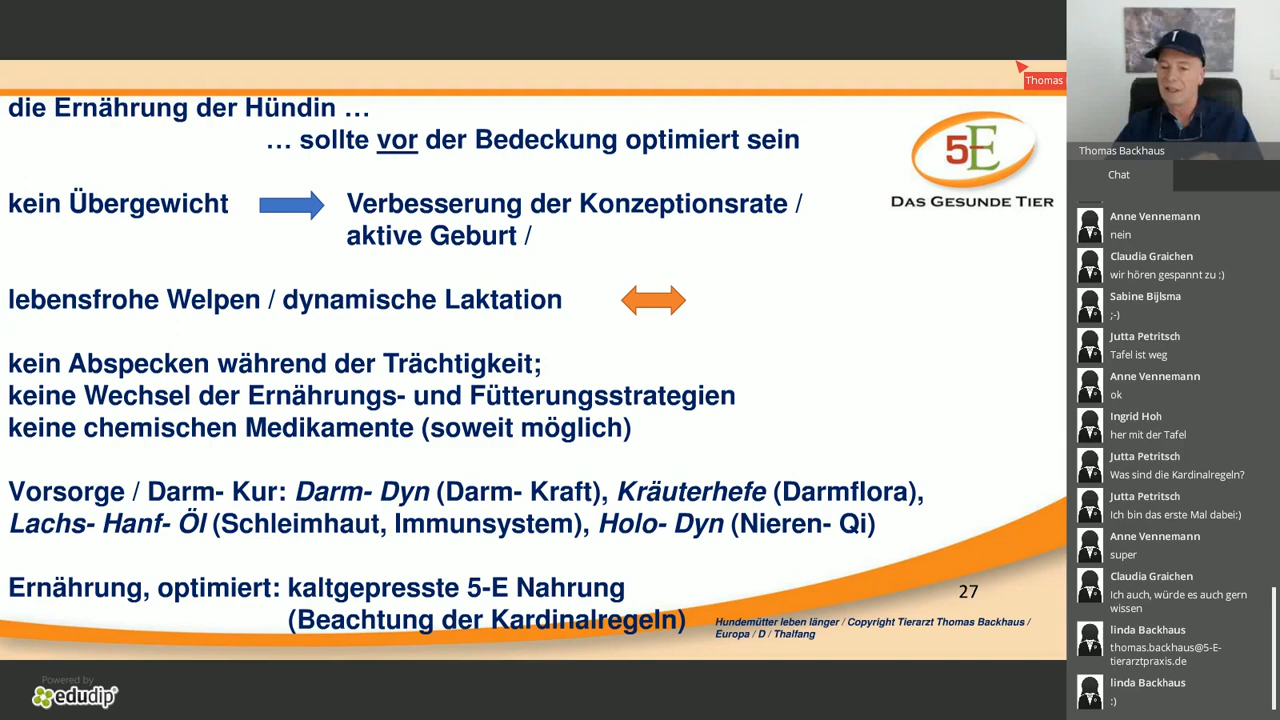 die Ernährung der Hündin …
… sollte vor der Bedeckung optimiert sein
kein Übergewicht
Verbesserung der Konzeptionsrate /
aktive Geburt /
lebensfrohe Welpen / dynamische Laktation
kein Abspecken während der Trächtigkeit;
keine Wechsel der Ernährungs- und Fütterungsstrategien
keine chemischen Medikamente (soweit möglich)
Vorsorge / Darm- Kur: Darm- Dyn (Darm- Kraft), Kräuterhefe (Darmflora),
Lachs- Hanf- Öl (Schleimhaut, Immunsystem), Holo- Dyn (Nieren- Qi)
Ernährung, optimiert: kaltgepresste 5-E Nahrung
(Beachtung der Kardinalregeln)
27
Hundemütter leben länger / Copyright Tierarzt Thomas Backhaus /
Europa / D / Thalfang
5E
DAS GESUNDE TIER
Thomas
Powered by
edudip
T
Thomas Backhaus
Chat
Anne Vennemann
nein
Claudia Graichen
wir hören gespannt zu :)
Sabine Bijlsma
;-)
Jutta Petritsch
Tafel ist weg
Anne Vennemann
ok
Ingrid Hoh
her mit der Tafel
Jutta Petritsch
Was sind die Kardinalregeln?
Jutta Petritsch
Ich bin das erste Mal dabei:)
Anne Vennemann
super
Claudia Graichen
Ich auch, würde es auch gern
wissen
linda Backhaus
thomas.backhaus@5-E-
tierarztpraxis.de
linda Backhaus
:)